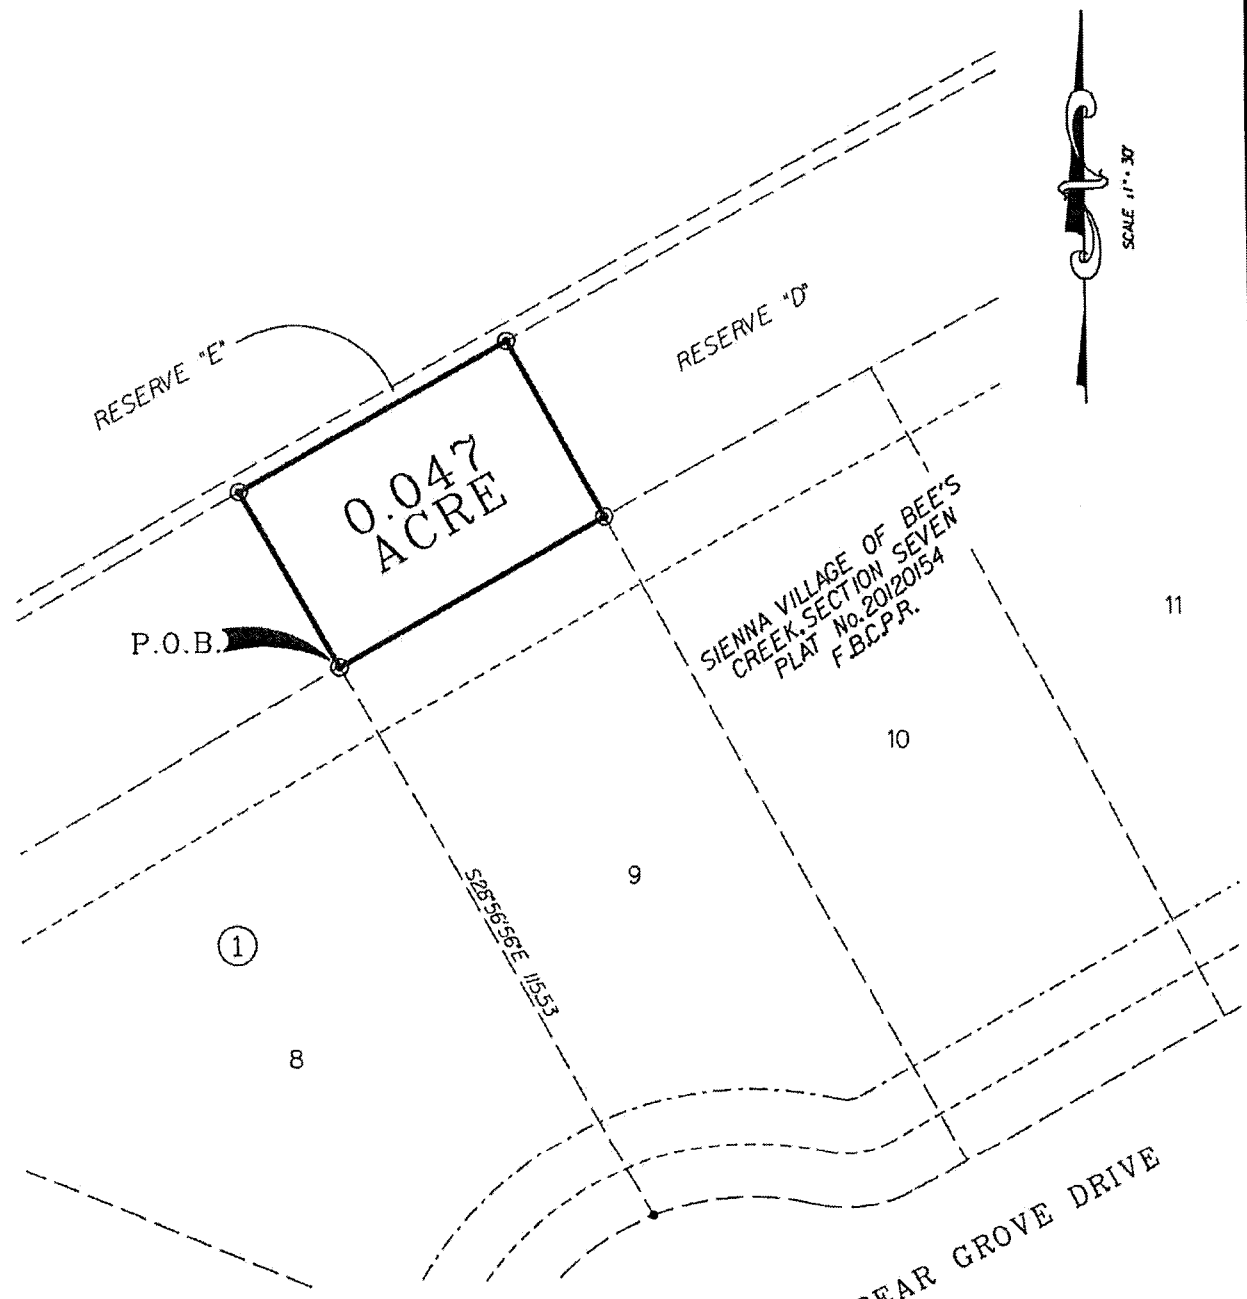 SCALE : 1" = 30'
RESERVE "D"
RESERVE "E"
0.047
ACRE
SIENNA VILLAGE OF BEE'S
CREEK, SECTION SEVEN
PLAT No. 20120154
F.B.C.P.R.
P.O.B.
11
10
9
S28°56'56"E 115.53
1
8
GROVE DRIVE